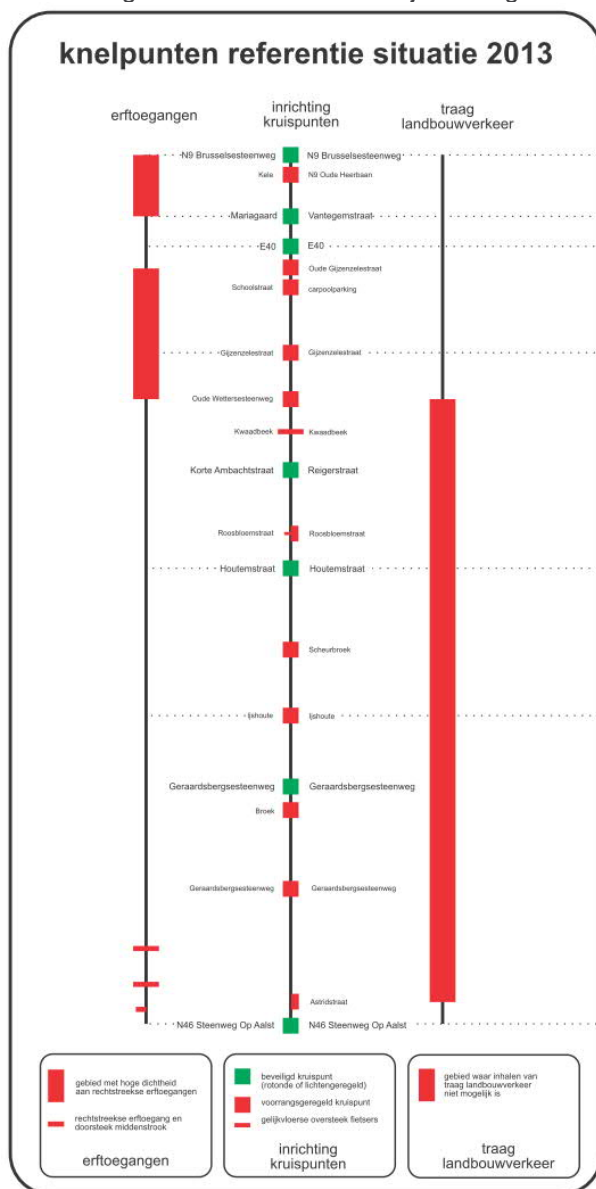 knelpunten referentie situatie 2013
erftoegangen
inrichting
kruispunten
traag
landbouwverkeer
N9 Brusselsesteenweg N9 Brusselsesteenweg
Kele N9 Oude Heerbaan
Mariagaard Vantegemstraat
E40 E40
Oude Gijzenzelestraat
Schoolstraat carpoolparking
Gijzenzelestraat Gijzenzelestraat
Oude Wettersesteenweg
Kwaadbeek Kwaadbeek
Korte Ambachtstraat Reigerstraat
Roosbloemstraat Roosbloemstraat
Houtemstraat Houtemstraat
Scheurbroek
Ijshoute Ijshoute
Geraardsbergsesteenweg Geraardsbergsesteenweg
Broek
Geraardsbergsesteenweg Geraardsbergsesteenweg
Astridstraat
N46 Steenweg Op Aalst N46 Steenweg Op Aalst
gebied met hoge dichtheid
aan rechtstreekse erftoegangen
rechtstreekse erftoegang en
doorsteek middenstrook
erftoegangen
beveiligd kruispunt
(rotonde of lichtengeregeld)
voorrangsgeregeld kruispunt
gelijkvloerse oversteek fietsers
inrichting
kruispunten
gebied waar inhalen van
traag landbouwverkeer
niet mogelijk is
traag
landbouwverkeer